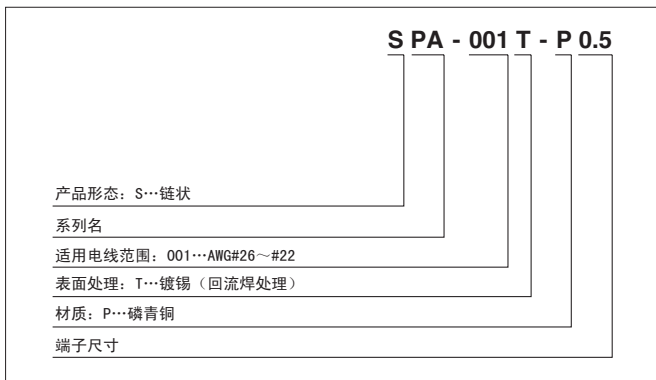 S PA - 001 T - P 0.5
产品形态：S…链状
系列名
适用电线范围：001…AWG#26～#22
表面处理：T…镀锡（回流焊处理）
材质：P…磷青铜
端子尺寸